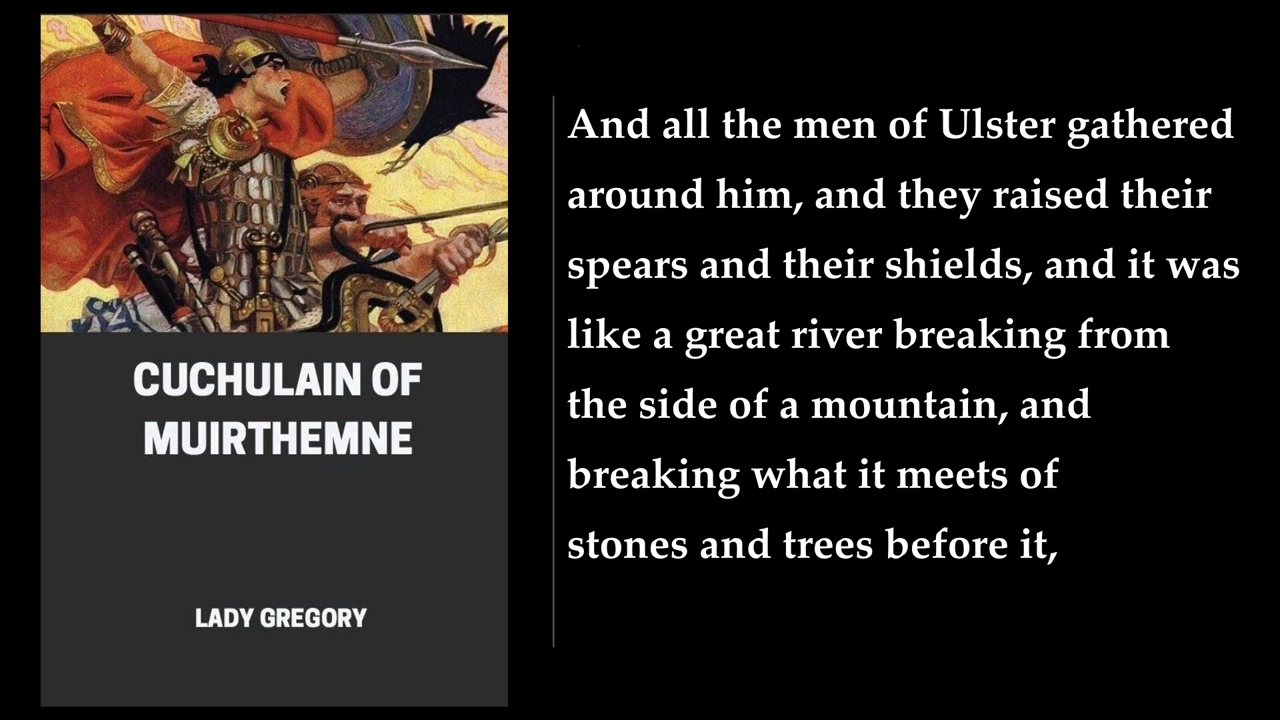 CUCHULAIN OF
MUIRTHEMNE
LADY GREGORY
And all the men of Ulster gathered
around him, and they raised their
spears and their shields, and it was
like a great river breaking from
the side of a mountain, and
breaking what it meets of
stones and trees before it,